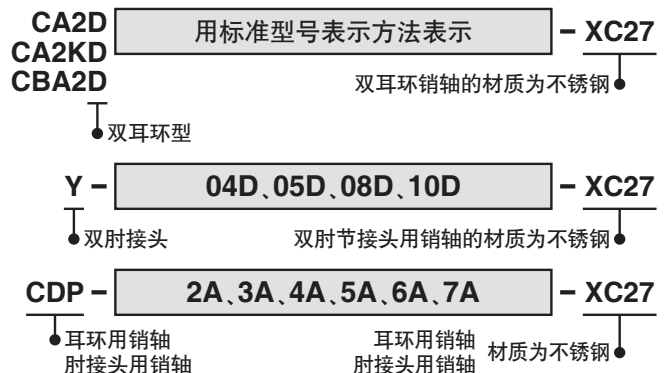 CA2D
CA2KD
CBA2D
用标准型号表示方法表示
– XC27
双耳环销轴的材质为不锈钢
双耳环型
Y – 04D、05D、08D、10D – XC27
双肘接头
双肘节接头用销轴的材质为不锈钢
CDP – 2A、3A、4A、5A、6A、7A – XC27
耳环用销轴
肘接头用销轴
耳环用销轴
肘接头用销轴
材质为不锈钢